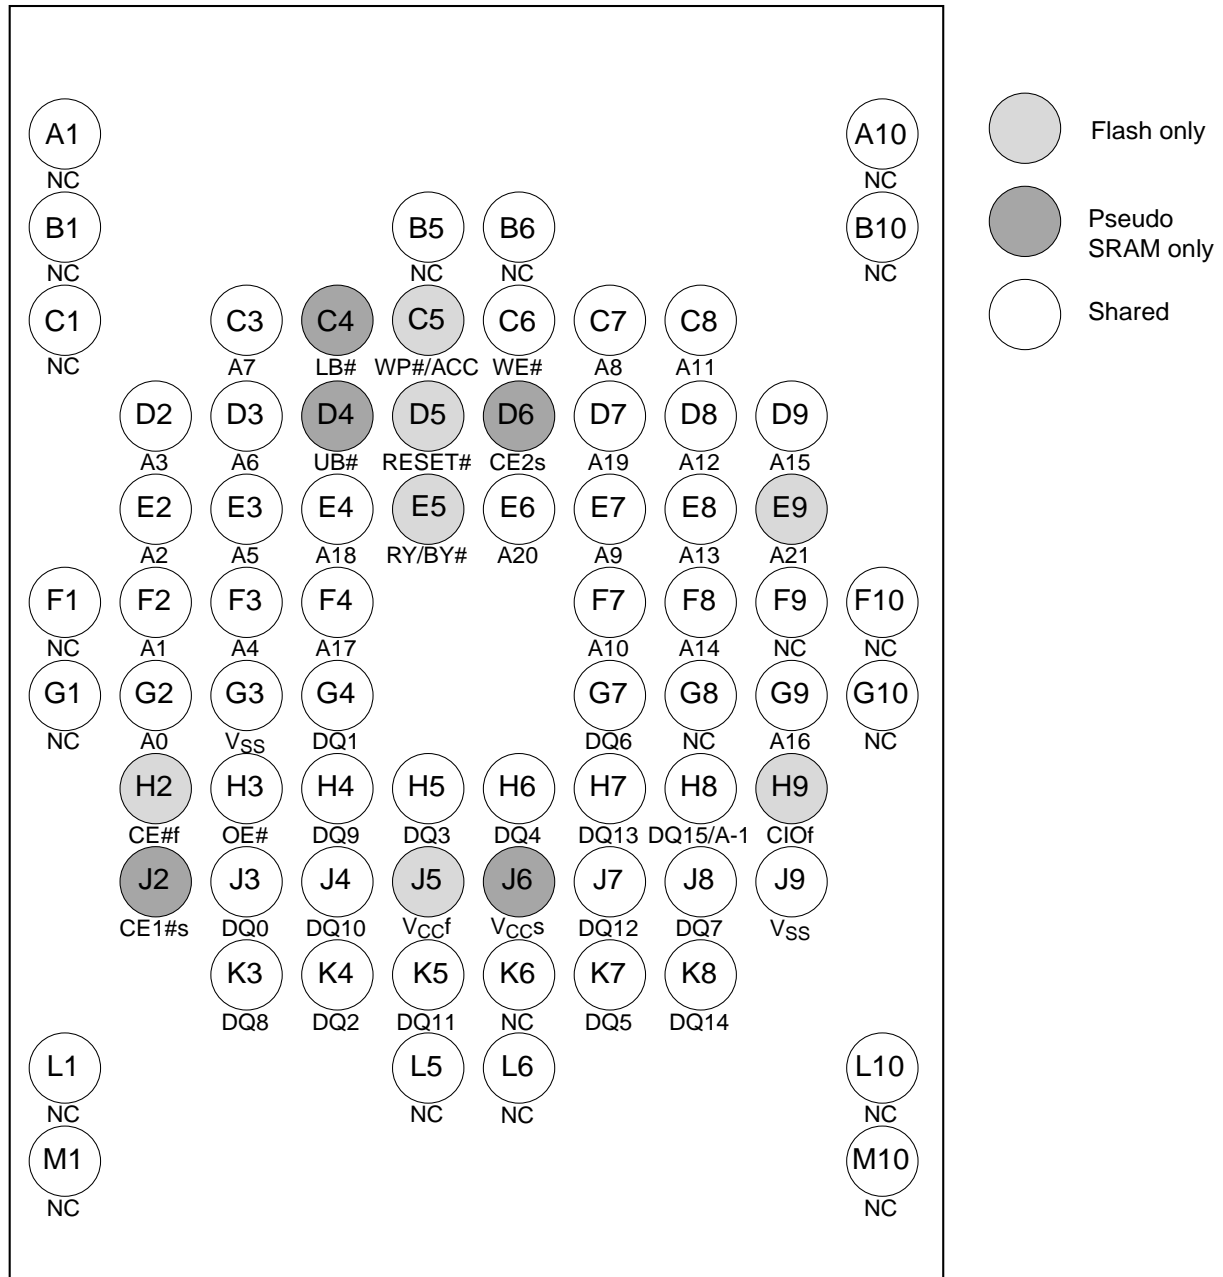 A1 A10 Flash only
NC NC
B1 B5 B6 B10 Pseudo
SRAM only
NC NC NC NC
C1 C3 C4 C5 C6 C7 C8 Shared
NC A7 LB# WP#/ACC WE# A8 A11
D2 D3 D4 D5 D6 D7 D8 D9
A3 A6 UB# RESET# CE2s A19 A12 A15
E2 E3 E4 E5 E6 E7 E8 E9
A2 A5 A18 RY/BY# A20 A9 A13 A21
F1 F2 F3 F4 F7 F8 F9 F10
NC A1 A4 A17 A10 A14 NC NC
G1 G2 G3 G4 G7 G8 G9 G10
NC A0 VSS DQ1 DQ6 NC A16 NC
H2 H3 H4 H5 H6 H7 H8 H9
CE#f OE# DQ9 DQ3 DQ4 DQ13 DQ15/A-1 CIOf
J2 J3 J4 J5 J6 J7 J8 J9
CE1#s DQ0 DQ10 VCCf VCCs DQ12 DQ7 VSS
K3 K4 K5 K6 K7 K8
DQ8 DQ2 DQ11 NC DQ5 DQ14
L1 L5 L6 L10
NC NC NC NC
M1 M10
NC NC